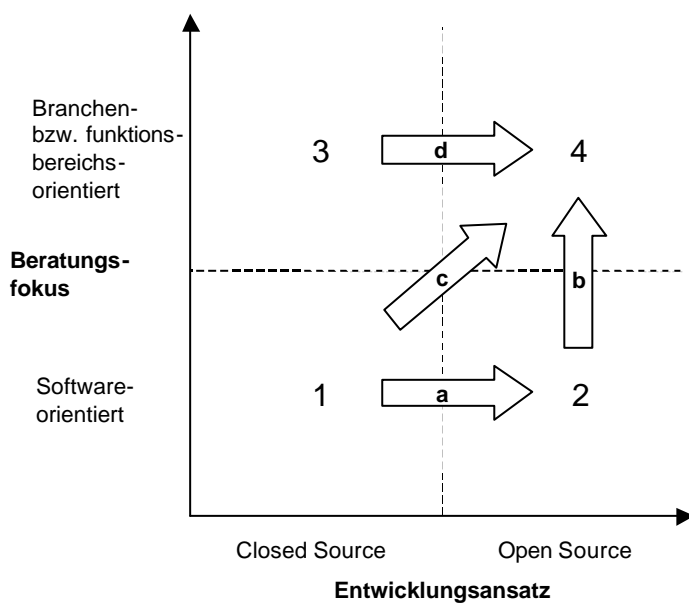 Branchen-
bzw. funktions-
bereichs-
orientiert
3
d
4
Beratungs-
fokus
c
b
Software-
orientiert
1
a
2
Closed Source
Open Source
Entwicklungsansatz